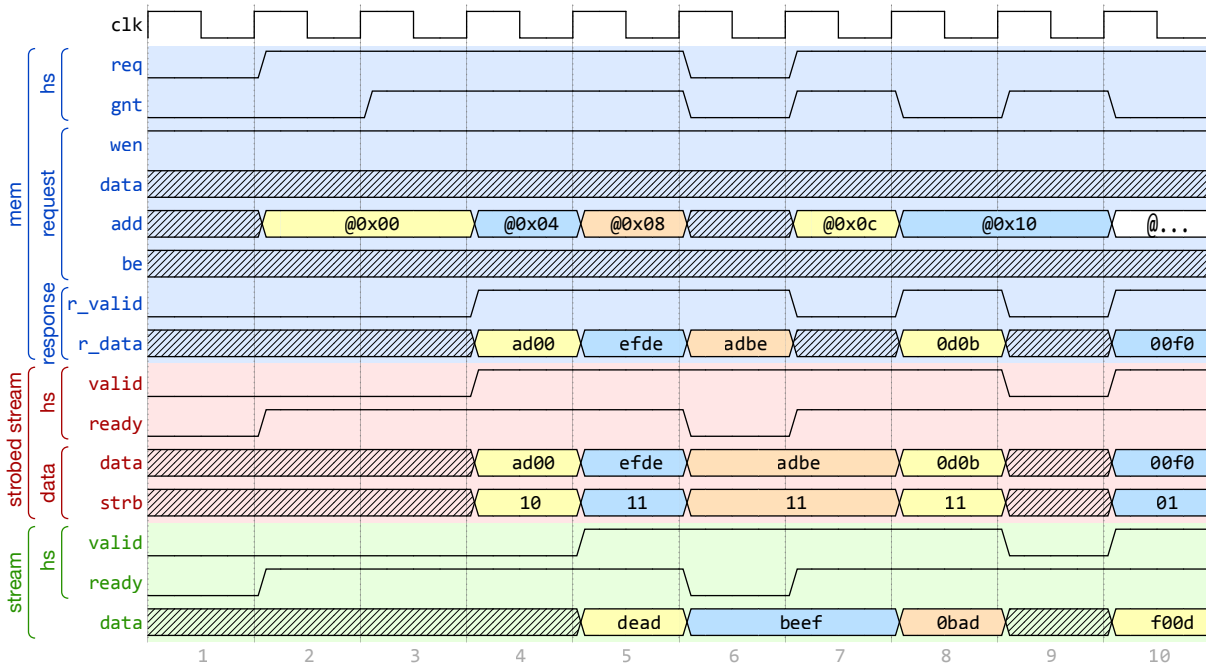 clk
mem
hs
req
gnt
request
wen
data
add @0x00 @0x04 @0x08 @0x0c @0x10 @...
be
response
r_valid
r_data ad00 efde adbe 0d0b 00f0
strobed stream
hs
valid
ready
data
data ad00 efde adbe 0d0b 00f0
strb 10 11 11 11 01
stream
hs
valid
ready
data dead beef 0bad f00d
1 2 3 4 5 6 7 8 9 10